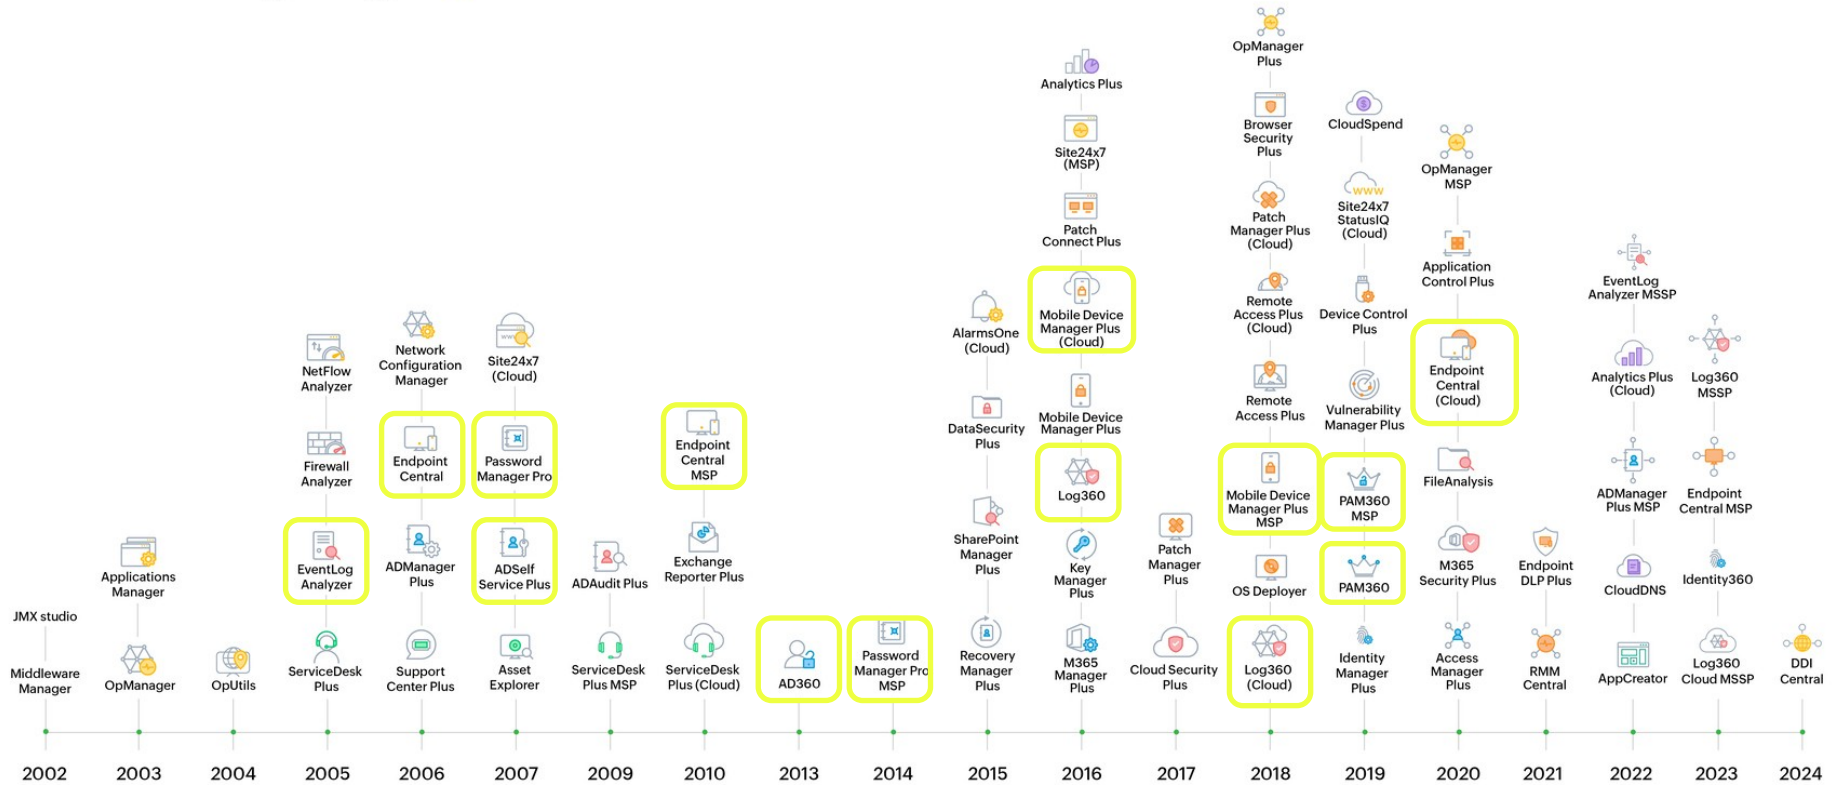 JMX studio
Middleware
Manager
2002
Applications
Manager
OpManager
2003
OpUtils
2004
NetFlow
Analyzer
Firewall
Analyzer
EventLog
Analyzer
ServiceDesk
Plus
2005
Network
Configuration
Manager
Endpoint
Central
ADManager
Plus
Support
Center Plus
2006
Site24x7
(Cloud)
Password
Manager Pro
ADSelf
Service Plus
Asset
Explorer
2007
ADAudit Plus
ServiceDesk
Plus MSP
2009
Endpoint
Central
MSP
Exchange
Reporter Plus
ServiceDesk
Plus (Cloud)
2010
AD360
2013
Password
Manager Pro
MSP
2014
AlarmsOne
(Cloud)
DataSecurity
Plus
SharePoint
Manager
Plus
Recovery
Manager
Plus
2015
Analytics Plus
Site24x7
(MSP)
Patch
Connect Plus
Mobile Device
Manager Plus
(Cloud)
Mobile Device
Manager Plus
Log360
Key
Manager
Plus
M365
Manager
Plus
2016
Patch
Manager
Plus
Cloud Security
Plus
2017
OpManager
Plus
Browser
Security
Plus
Patch
Manager Plus
(Cloud)
Remote
Access Plus
(Cloud)
Remote
Access Plus
Mobile Device
Manager Plus
MSP
OS Deployer
Log360
(Cloud)
2018
CloudSpend
www
Site24x7
StatusIQ
(Cloud)
Device Control
Plus
Vulnerability
Manager Plus
PAM360
MSP
PAM360
Identity
Manager
Plus
2019
OpManager
MSP
Application
Control Plus
Endpoint
Central
(Cloud)
FileAnalysis
M365
Security Plus
Access
Manager
Plus
2020
Endpoint
DLP Plus
RMM
Central
2021
EventLog
Analyzer MSSP
Analytics Plus
(Cloud)
ADManager
Plus MSP
CloudDNS
AppCreator
2022
Log360
MSSP
Endpoint
Central MSP
Identity360
Log360
Cloud MSSP
2023
DDI
Central
2024